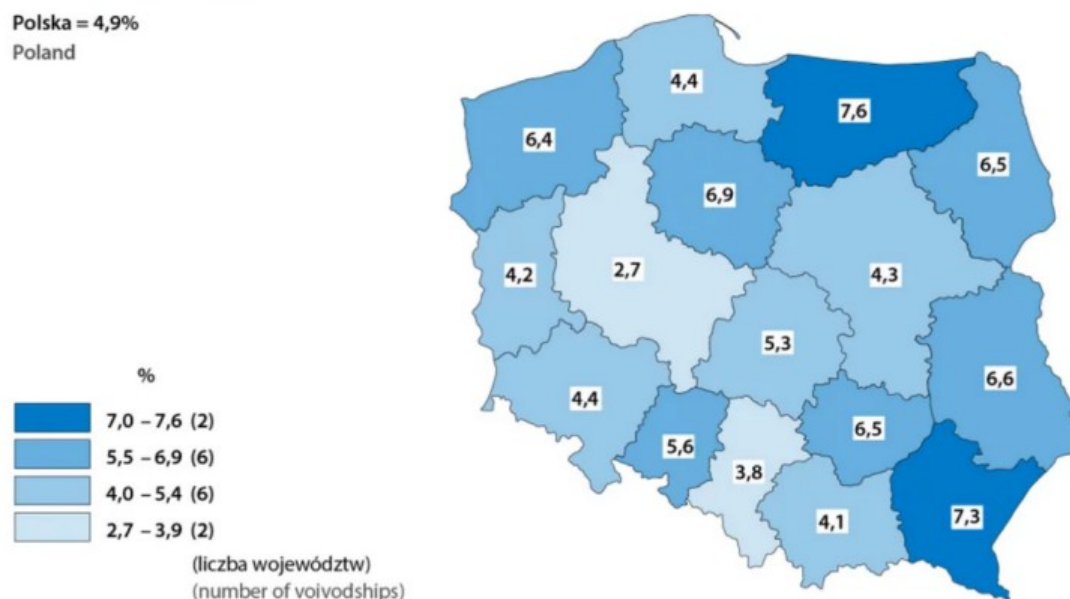 Polska = 4,9%
Poland
4,4
7,6
6,4
6,5
6,9
4,2
2,7
4,3
5,3
6,6
4,4
5,6
6,5
3,8
4,1
7,3
%
7,0 – 7,6 (2)
5,5 – 6,9 (6)
4,0 – 5,4 (6)
2,7 – 3,9 (2)
(liczba województw)
(number of voivodships)